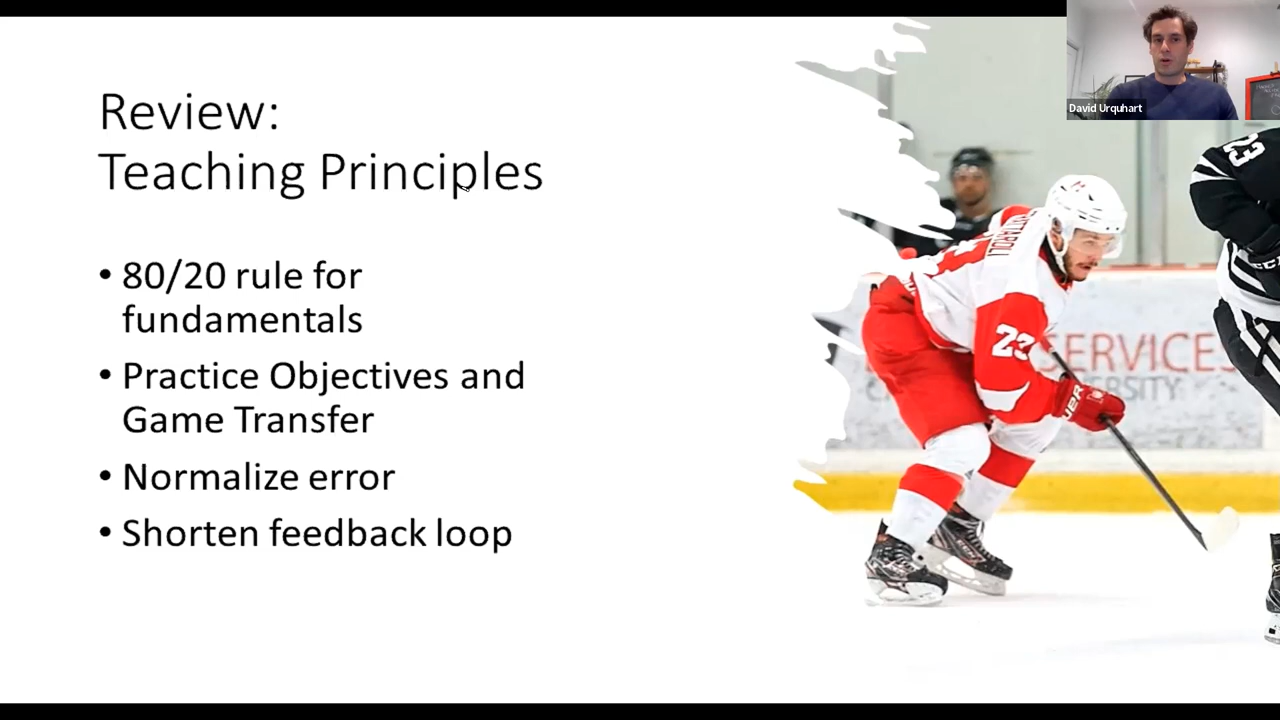 Review:
Teaching Principles
• 80/20 rule for
fundamentals
• Practice Objectives and
Game Transfer
• Normalize error
• Shorten feedback loop
David Urquhart
23
23
SERVICES